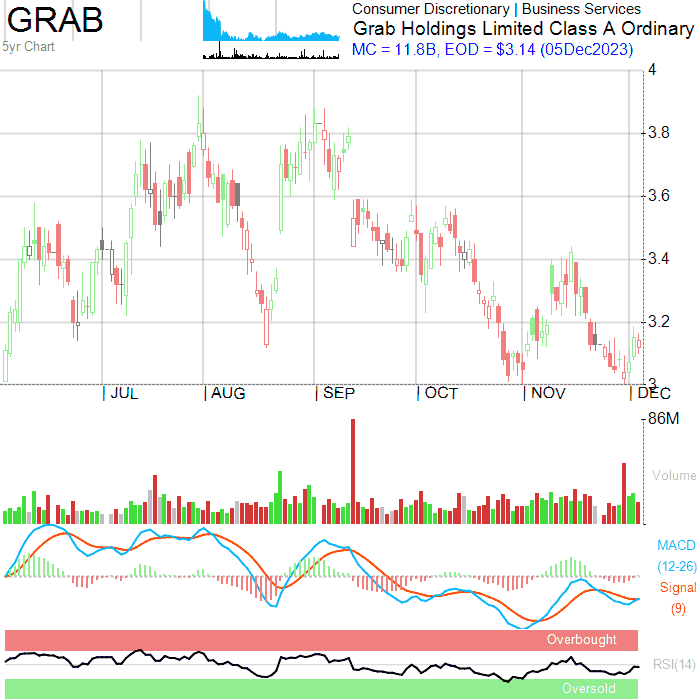 GRAB
5yr Chart
Consumer Discretionary | Business Services
Grab Holdings Limited Class A Ordinary
MC = 11.8B, EOD = $3.14 (05Dec2023)
4
3.8
3.6
3.4
3.2
3
JUL AUG SEP OCT NOV DEC
86M
Volume
MACD
(12-26)
Signal
(9)
Overbought
RSI(14)
Oversold